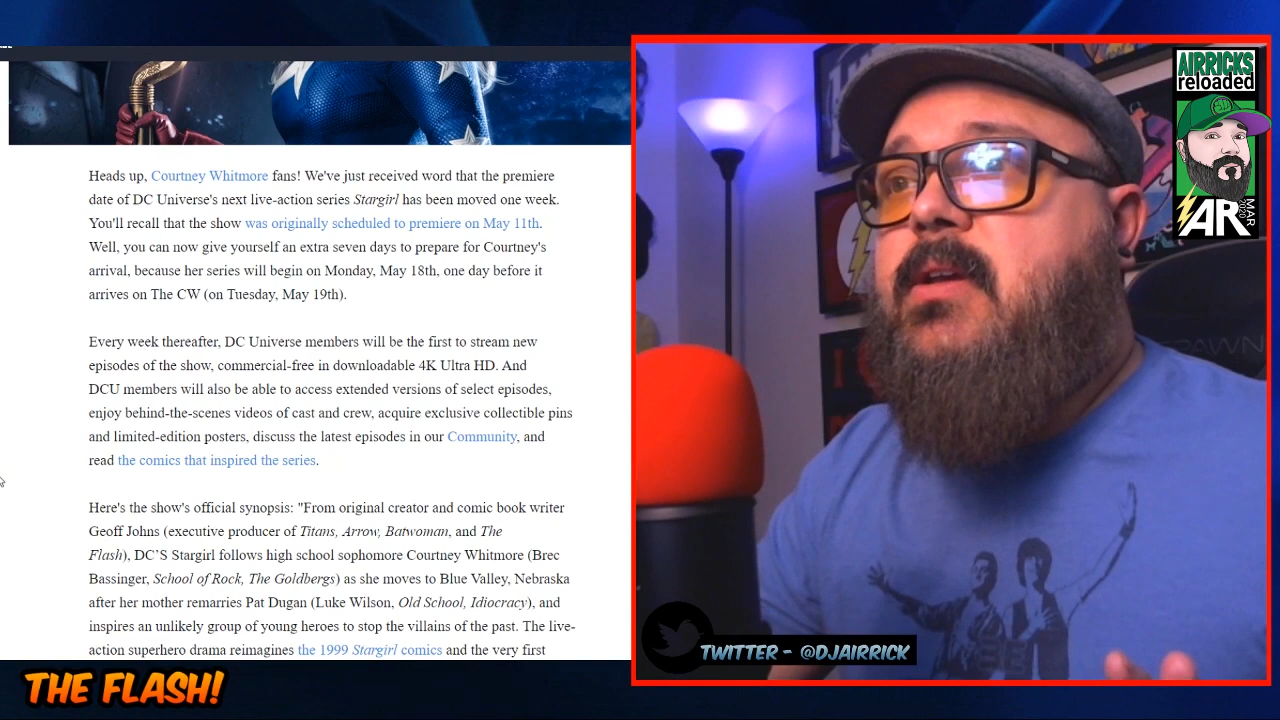 Heads up, Courtney Whitmore fans! We've just received word that the premiere
date of DC Universe's next live-action series Stargirl has been moved one week.
You'll recall that the show was originally scheduled to premiere on May 11th.
Well, you can now give yourself an extra seven days to prepare for Courtney's
arrival, because her series will begin on Monday, May 18th, one day before it
arrives on The CW (on Tuesday, May 19th).
Every week thereafter, DC Universe members will be the first to stream new
episodes of the show, commercial-free in downloadable 4K Ultra HD. And
DCU members will also be able to access extended versions of select episodes,
enjoy behind-the-scenes videos of cast and crew, acquire exclusive collectible pins
and limited-edition posters, discuss the latest episodes in our Community, and
read the comics that inspired the series.
Here's the show's official synopsis: "From original creator and comic book writer
Geoff Johns (executive producer of Titans, Arrow, Batwoman, and The
Flash), DC’S Stargirl follows high school sophomore Courtney Whitmore (Brec
Bassinger, School of Rock, The Goldbergs) as she moves to Blue Valley, Nebraska
after her mother remarries Pat Dugan (Luke Wilson, Old School, Idiocracy), and
inspires an unlikely group of young heroes to stop the villains of the past. The live-
action superhero drama reimagines the 1999 Stargirl comics and the very first
THE FLASH!
AIRRICKS
reloaded
AR
MAR
2020
SPAWN
TWITTER - @DJAIRRICK